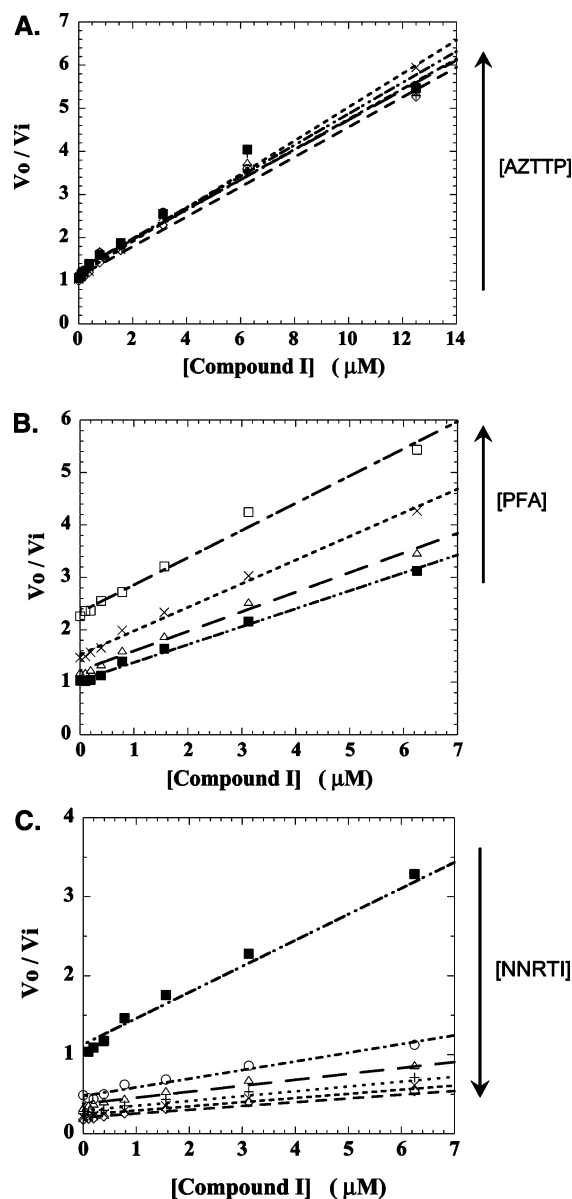 A.
7
6
5
4
3
2
1
0
Vo / Vi
0 2 4 6 8 10 12 14
[Compound I] ( μM)
[AZTTP]
B.
6
5
4
3
2
1
0
Vo / Vi
0 1 2 3 4 5 6 7
[Compound I] ( μM)
[PFA]
C.
4
3
2
1
0
Vo / Vi
0 1 2 3 4 5 6 7
[Compound I] ( μM)
[NNRTI]